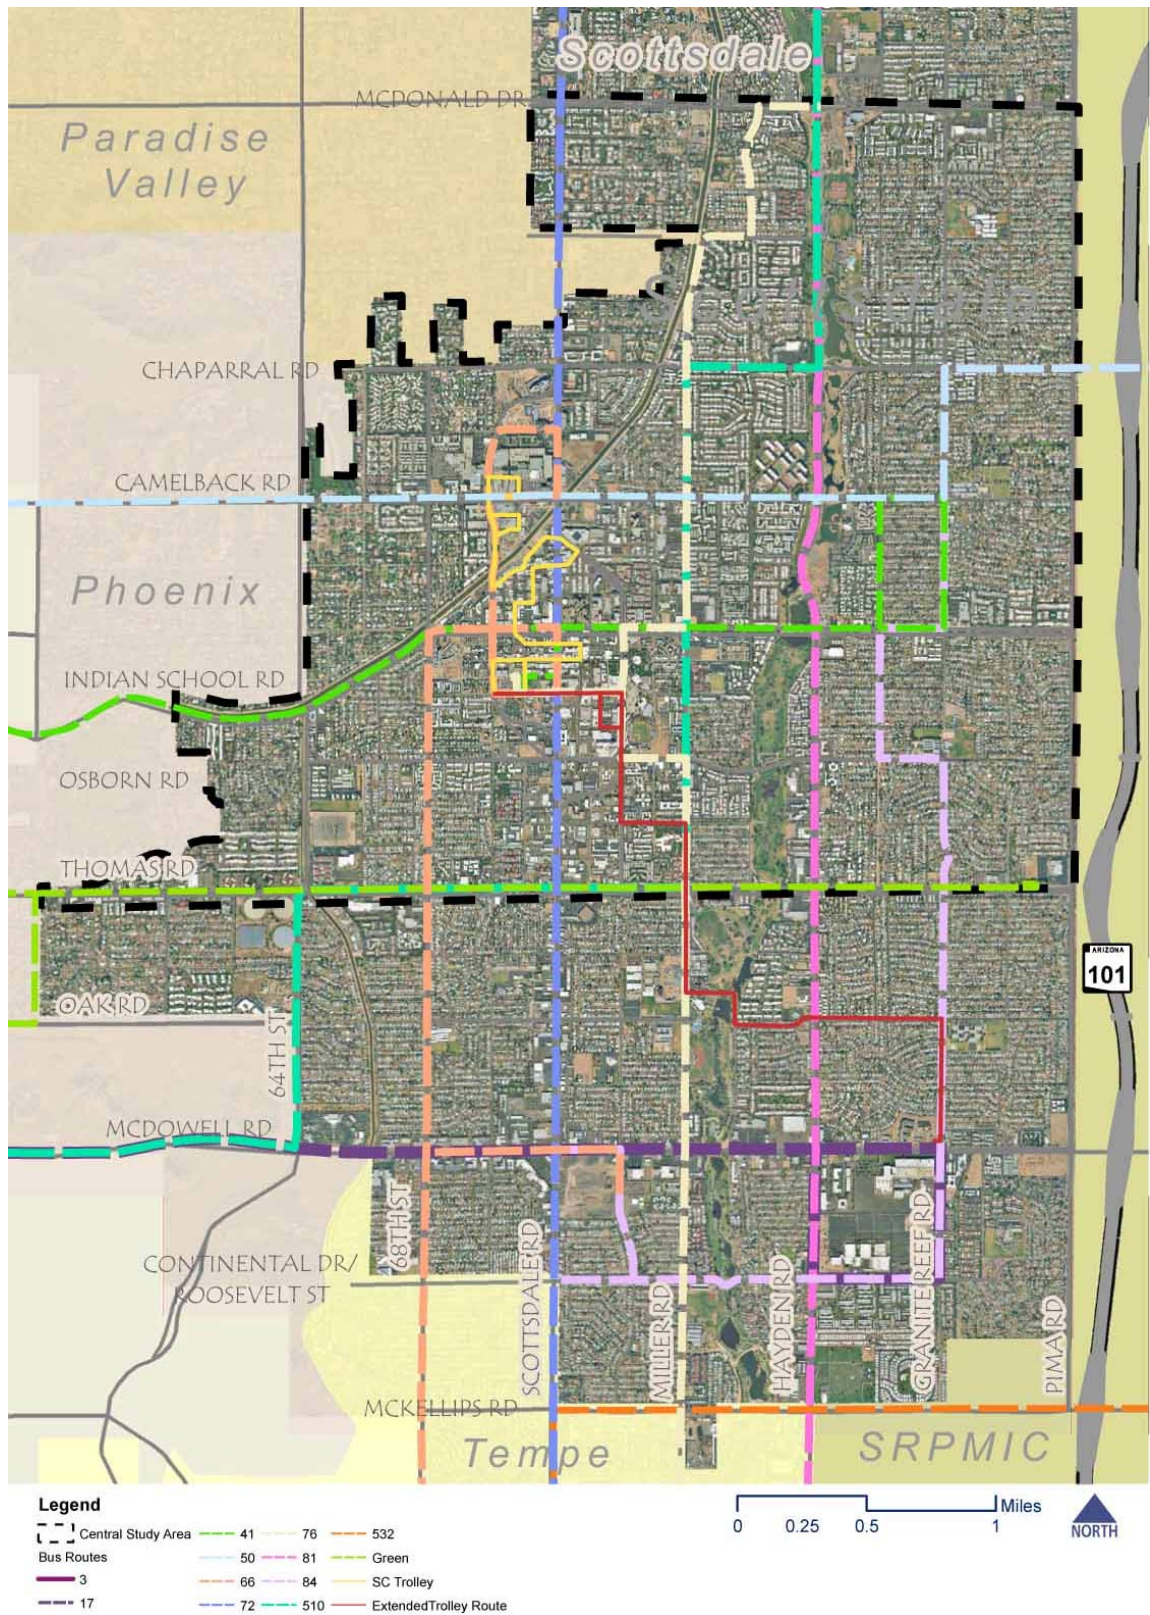 Scottsdale
MCDONALD DR
Paradise
Valley
Scottsdale
CHAPARRAL RD
CAMELBACK RD
Phoenix
INDIAN SCHOOL RD
OSBORN RD
THOMAS RD
ARIZONA
101
OAK RD
64TH ST
MCDOWELL RD
68TH ST
SCOTTSDALE RD
MILLER RD
HAYDEN RD
GRANITE REEF RD
PIMA RD
CONTINENTAL DR/
ROOSEVELT ST
MCKELLIPS RD
Tempe
SRPMIC
Legend
Central Study Area
Bus Routes
3
17
41
50
66
72
76
81
84
510
532
Green
SC Trolley
ExtendedTrolley Route
Miles
0 0.25 0.5 1
NORTH